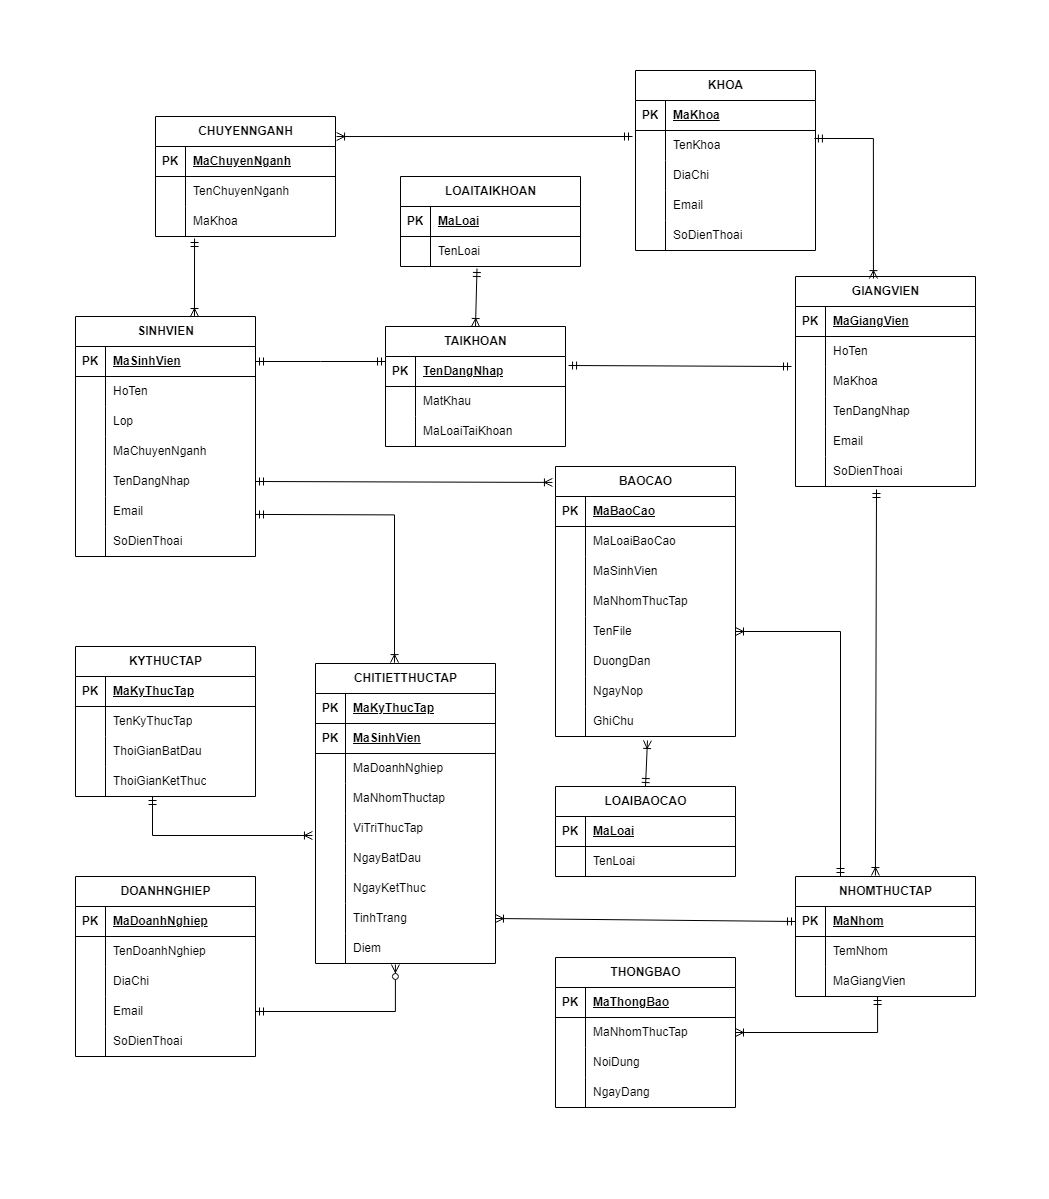 KHOA
PK MaKhoa
TenKhoa
DiaChi
Email
SoDienThoai
CHUYENNGANH
PK MaChuyenNganh
TenChuyenNganh
MaKhoa
LOAITAIKHOAN
PK MaLoai
TenLoai
GIANGVIEN
PK MaGiangVien
HoTen
MaKhoa
TenDangNhap
Email
SoDienThoai
SINHVIEN
PK MaSinhVien
HoTen
Lop
MaChuyenNganh
TenDangNhap
Email
SoDienThoai
TAIKHOAN
PK TenDangNhap
MatKhau
MaLoaiTaiKhoan
BAOCAO
PK MaBaoCao
MaLoaiBaoCao
MaSinhVien
MaNhomThucTap
TenFile
DuongDan
NgayNop
GhiChu
KYTHUCTAP
PK MaKyThucTap
TenKyThucTap
ThoiGianBatDau
ThoiGianKetThuc
CHITIETTHUCTAP
PK MaKyThucTap
PK MaSinhVien
MaDoanhNghiep
MaNhomThuctap
ViTriThucTap
NgayBatDau
NgayKetThuc
TinhTrang
Diem
LOAIBAOCAO
PK MaLoai
TenLoai
DOANHNGHIEP
PK MaDoanhNghiep
TenDoanhNghiep
DiaChi
Email
SoDienThoai
NHOMTHUCTAP
PK MaNhom
TemNhom
MaGiangVien
THONGBAO
PK MaThongBao
MaNhomThucTap
NoiDung
NgayDang